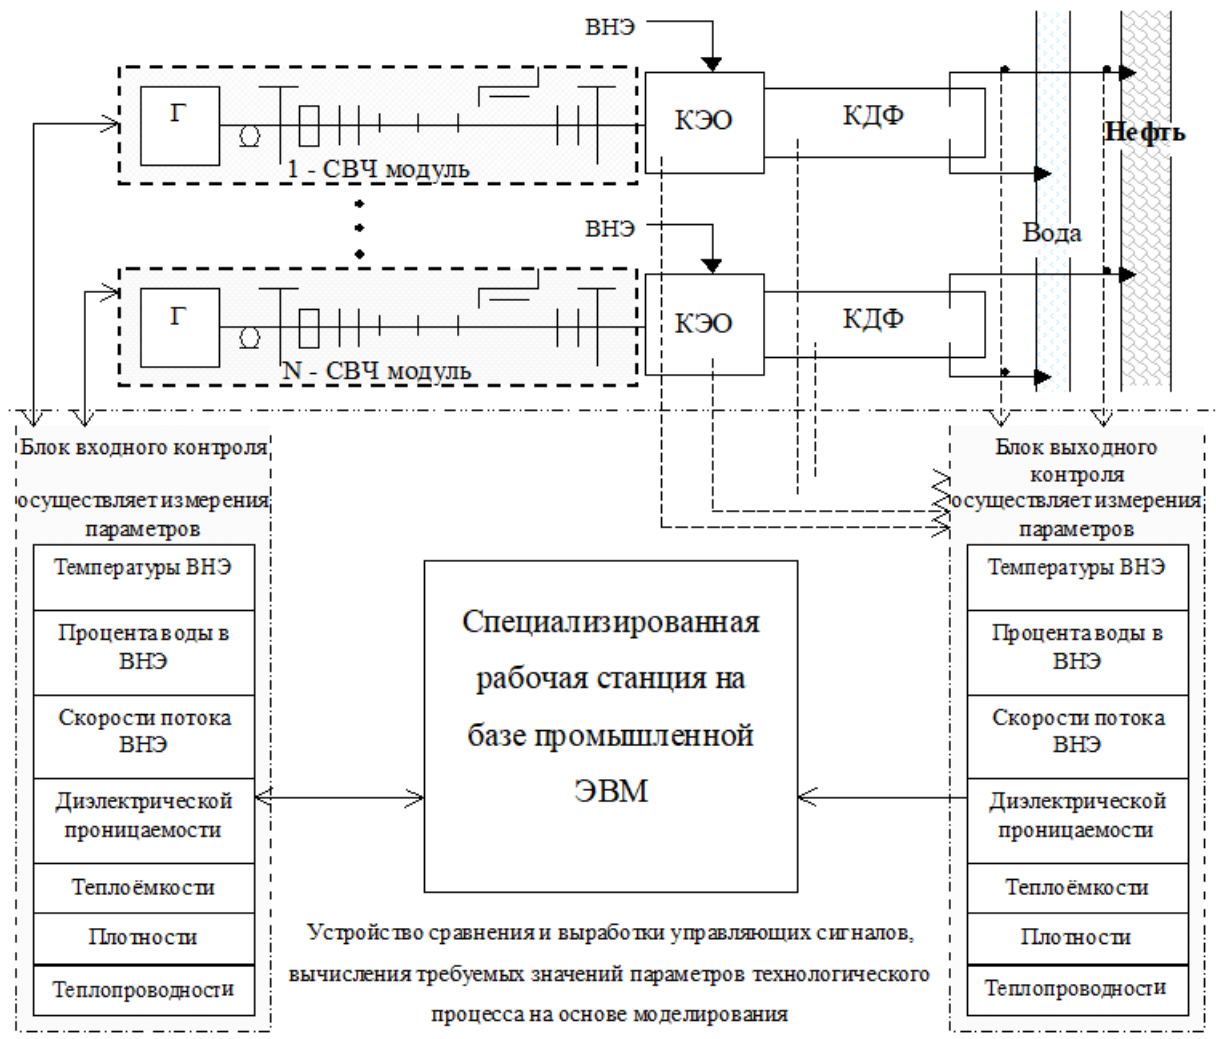 ВНЭ
Г
КЭО
КДФ
Нефть
1 - СВЧ модуль
ВНЭ
Вода
Г
КЭО
КДФ
N - СВЧ модуль
Блок входного контроля
осуществляет измерения
параметров
Температуры ВНЭ
Процента воды в
ВНЭ
Скорости потока
ВНЭ
Диэлектрической
проницаемости
Теплоёмкости
Плотности
Теплопроводности
Специализированная
рабочая станция на
базе промышленной
ЭВМ
Устройство сравнения и выработки управляющих сигналов,
вычисления требуемых значений параметров технологического
процесса на основе моделирования
Блок выходного
контроля
осуществляет измерения
параметров
Температуры ВНЭ
Процента воды в
ВНЭ
Скорости потока
ВНЭ
Диэлектрической
проницаемости
Теплоёмкости
Плотности
Теплопроводности